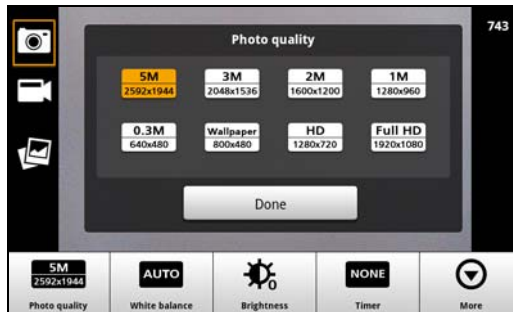 743
Photo quality
5M
2592x1944
3M
2048x1536
2M
1600x1200
1M
1280x960
0.3M
640x480
Wallpaper
800x480
HD
1280x720
Full HD
1920x1080
Done
5M
2592x1944
Photo quality
AUTO
White balance
0
Brightness
NONE
Timer
More